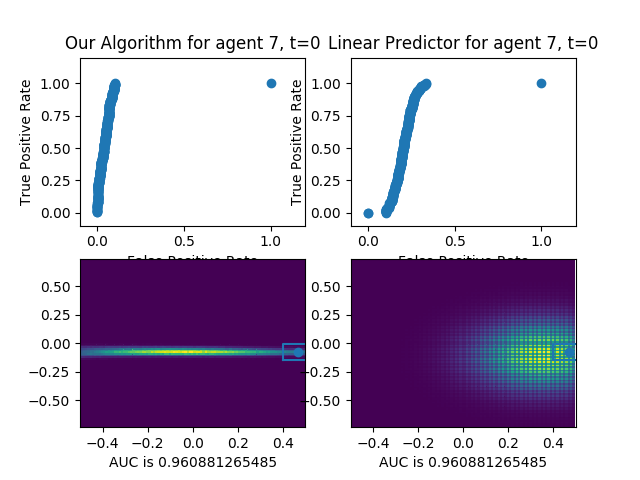 Our Algorithm for agent 7, t=0
Linear Predictor for agent 7, t=0
True Positive Rate
1.00
0.75
0.50
0.25
0.00
0.0 0.5 1.0
False Positive Rate
True Positive Rate
1.00
0.75
0.50
0.25
0.00
0.0 0.5 1.0
False Positive Rate
0.50
0.25
0.00
−0.25
−0.50
−0.4 −0.2 0.0 0.2 0.4
AUC is 0.960881265485
0.50
0.25
0.00
−0.25
−0.50
−0.4 −0.2 0.0 0.2 0.4
AUC is 0.960881265485